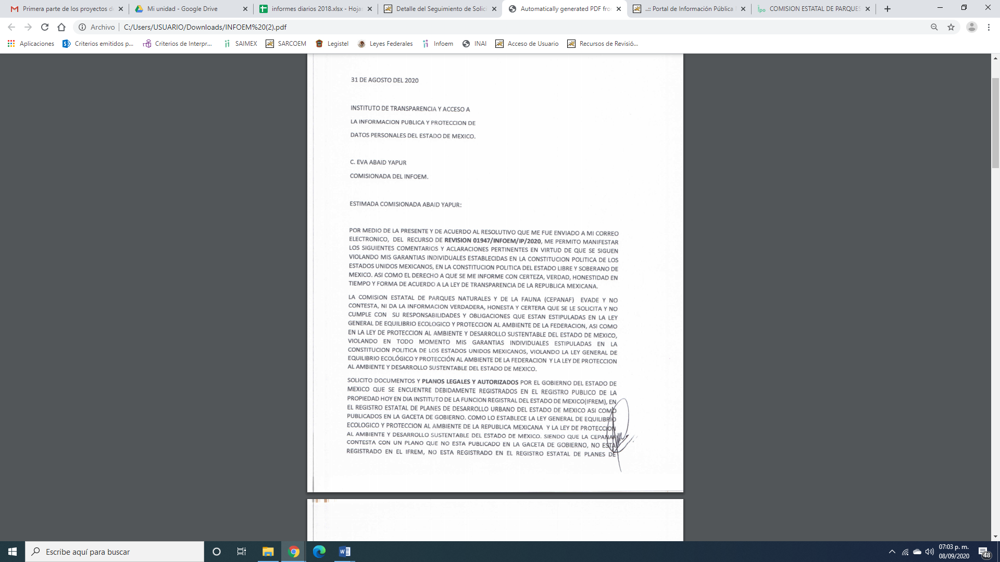 Primera parte de los proyectos d
Mi unidad - Google Drive
informes diarios 2018.xlsx - Hoja
Detalle del Seguimiento de Solici
Automatically generated PDF fro
..:: Portal de Información Pública
COMISION ESTATAL DE PARQUES
Archivo
C:/Users/USUARIO/Downloads/INFOEM%20(2).pdf
Aplicaciones
Criterios emitidos p...
Criterios de Interpr...
SAIMEX
SARCOEM
Legistel
Leyes Federales
Infoem
INAI
Acceso de Usuario
Recursos de Revisió...
31 DE AGOSTO DEL 2020
INSTITUTO DE TRANSPARENCIA Y ACCESO A
LA INFORMACION PUBLICA Y PROTECCION DE
DATOS PERSONALES DEL ESTADO DE MEXICO.
C. EVA ABAID YAPUR
COMISIONADA DEL INFOEM.
ESTIMADA COMISIONADA ABAID YAPUR:
POR MEDIO DE LA PRESENTE Y DE ACUERDO AL RESOLUTIVO QUE ME FUE ENVIADO A MI CORREO
ELECTRONICO, DEL RECURSO DE REVISION 01947/INFOEM/IP/2020, ME PERMITO MANIFESTAR
LOS SIGUIENTES COMENTARIOS Y ACLARACIONES PERTINENTES EN VIRTUD DE QUE SE SIGUEN
VIOLANDO MIS GARANTIAS INDIVIDUALES ESTABLECIDAS EN LA CONSTITUCION POLITICA DE LOS
ESTADOS UNIDOS MEXICANOS, EN LA CONSTITUCION POLITICA DEL ESTADO LIBRE Y SOBERANO DE
MEXICO. ASI COMO EL DERECHO A QUE SE ME INFORME CON CERTEZA, VERDAD, HONESTIDAD EN
TIEMPO Y FORMA DE ACUERDO A LA LEY DE TRANSPARENCIA DE LA REPUBLICA MEXICANA.
LA COMISION ESTATAL DE PARQUES NATURALES Y DE LA FAUNA (CEPANAF) EVADE Y NO
CONTESTA, NI DA LA INFORMACION VERDADERA, HONESTA Y CERTERA QUE SE LE SOLICITA Y NO
CUMPLE CON SU RESPONSABILIDADES Y OBLIGACIONES QUE ESTAN ESTIPULADAS EN LA LEY
GENERAL DE EQUILIBRIO ECOLOGICO Y PROTECCION AL AMBIENTE DE LA FEDERACION, ASI COMO
EN LA LEY DE PROTECCION AL AMBIENTE Y DESARROLLO SUSTENTABLE DEL ESTADO DE MEXICO,
VIOLANDO EN TODO MOMENTO MIS GARANTIAS INDIVIDUALES ESTIPULADAS EN LA
CONSTITUCION POLITICA DE LOS ESTADOS UNIDOS MEXICANOS, VIOLANDO LA LEY GENERAL DE
EQUILIBRIO ECOLÓGICO Y PROTECCIÓN AL AMBIENTE DE LA FEDERACION Y LA LEY DE PROTECCION
AL AMBIENTE Y DESARROLLO SUSTENTABLE DEL ESTADO DE MEXICO.
SOLICITO DOCUMENTOS Y PLANOS LEGALES Y AUTORIZADOS POR EL GOBIERNO DEL ESTADO DE
MEXICO QUE SE ENCUENTRE DEBIDAMENTE REGISTRADOS EN EL REGISTRO PUBLICO DE LA
PROPIEDAD HOY EN DIA INSTITUTO DE LA FUNCION REGISTRAL DEL ESTADO DE MEXICO(IFREM), EN
EL REGISTRO ESTATAL DE PLANES DE DESARROLLO URBANO DEL ESTADO DE MEXICO ASI COMO
PUBLICADOS EN LA GACETA DE GOBIERNO. COMO LO ESTABLECE LA LEY GENERAL DE EQUILIBRIO
ECOLOGICO Y PROTECCION AL AMBIENTE DE LA REPUBLICA MEXICANA Y LA LEY DE PROTECCION
AL AMBIENTE Y DESARROLLO SUSTENTABLE DEL ESTADO DE MEXICO. SIENDO QUE LA CEPANAF
CONTESTA CON UN PLANO QUE NO ESTA PUBLICADO EN LA GACETA DE GOBIERNO, NO ESTA
REGISTRADO EN EL IFREM, NO ESTA REGISTRADO EN EL REGISTRO ESTATAL DE PLANES DE
Escribe aquí para buscar
07:03 p. m.
08/09/2020
48